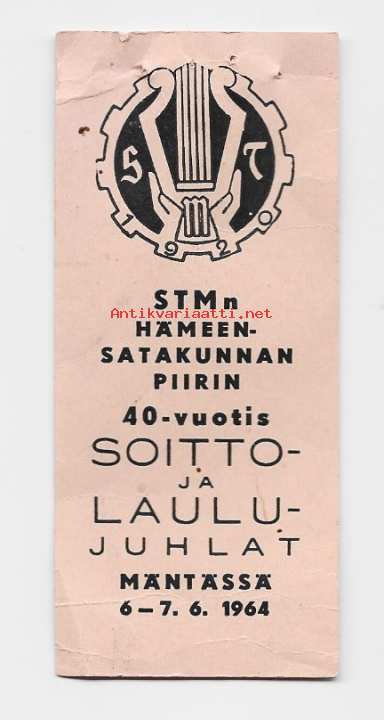 S T
1920
STMn
Antikvariaatti.net
HÄMEEN-
SATAKUNNAN
PIIRIN
40-vuotis
SOITTO-
JA
LAULU-
JUHLAT
MÄNTÄSSÄ
6-7. 6. 1964